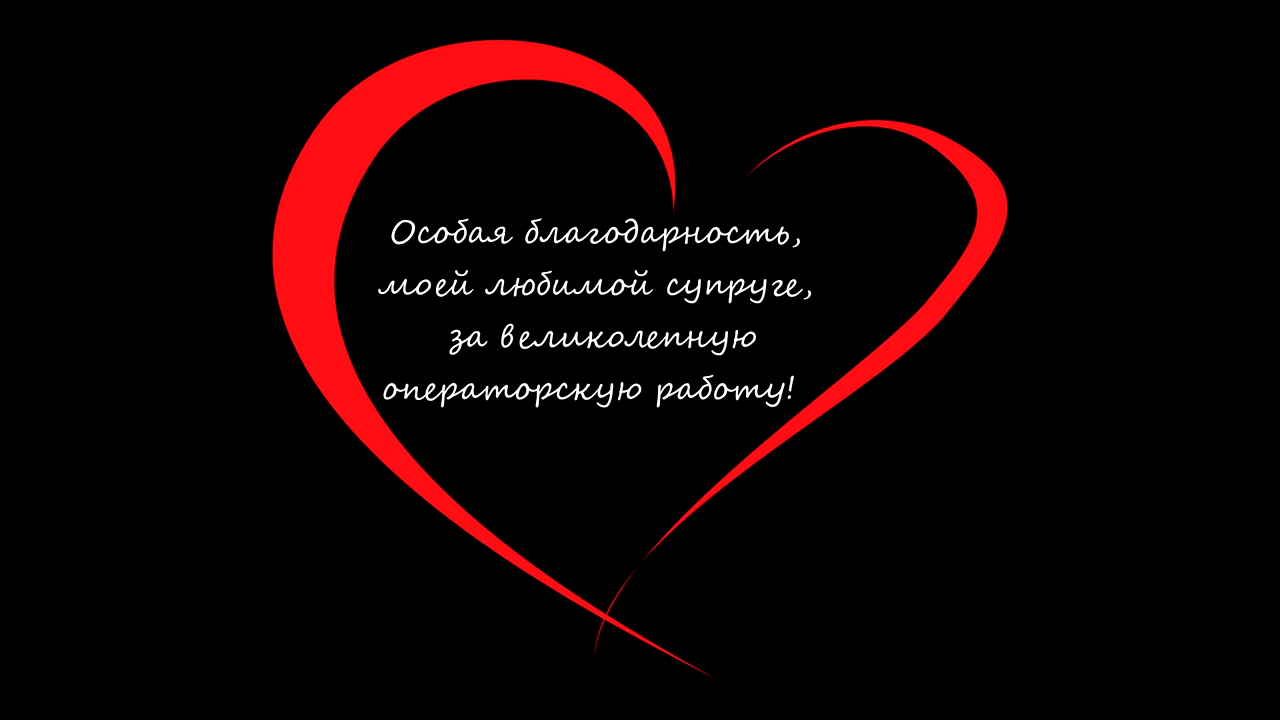 Особая благодарность,
моей любимой супруге,
за великолепную
операторскую работу!